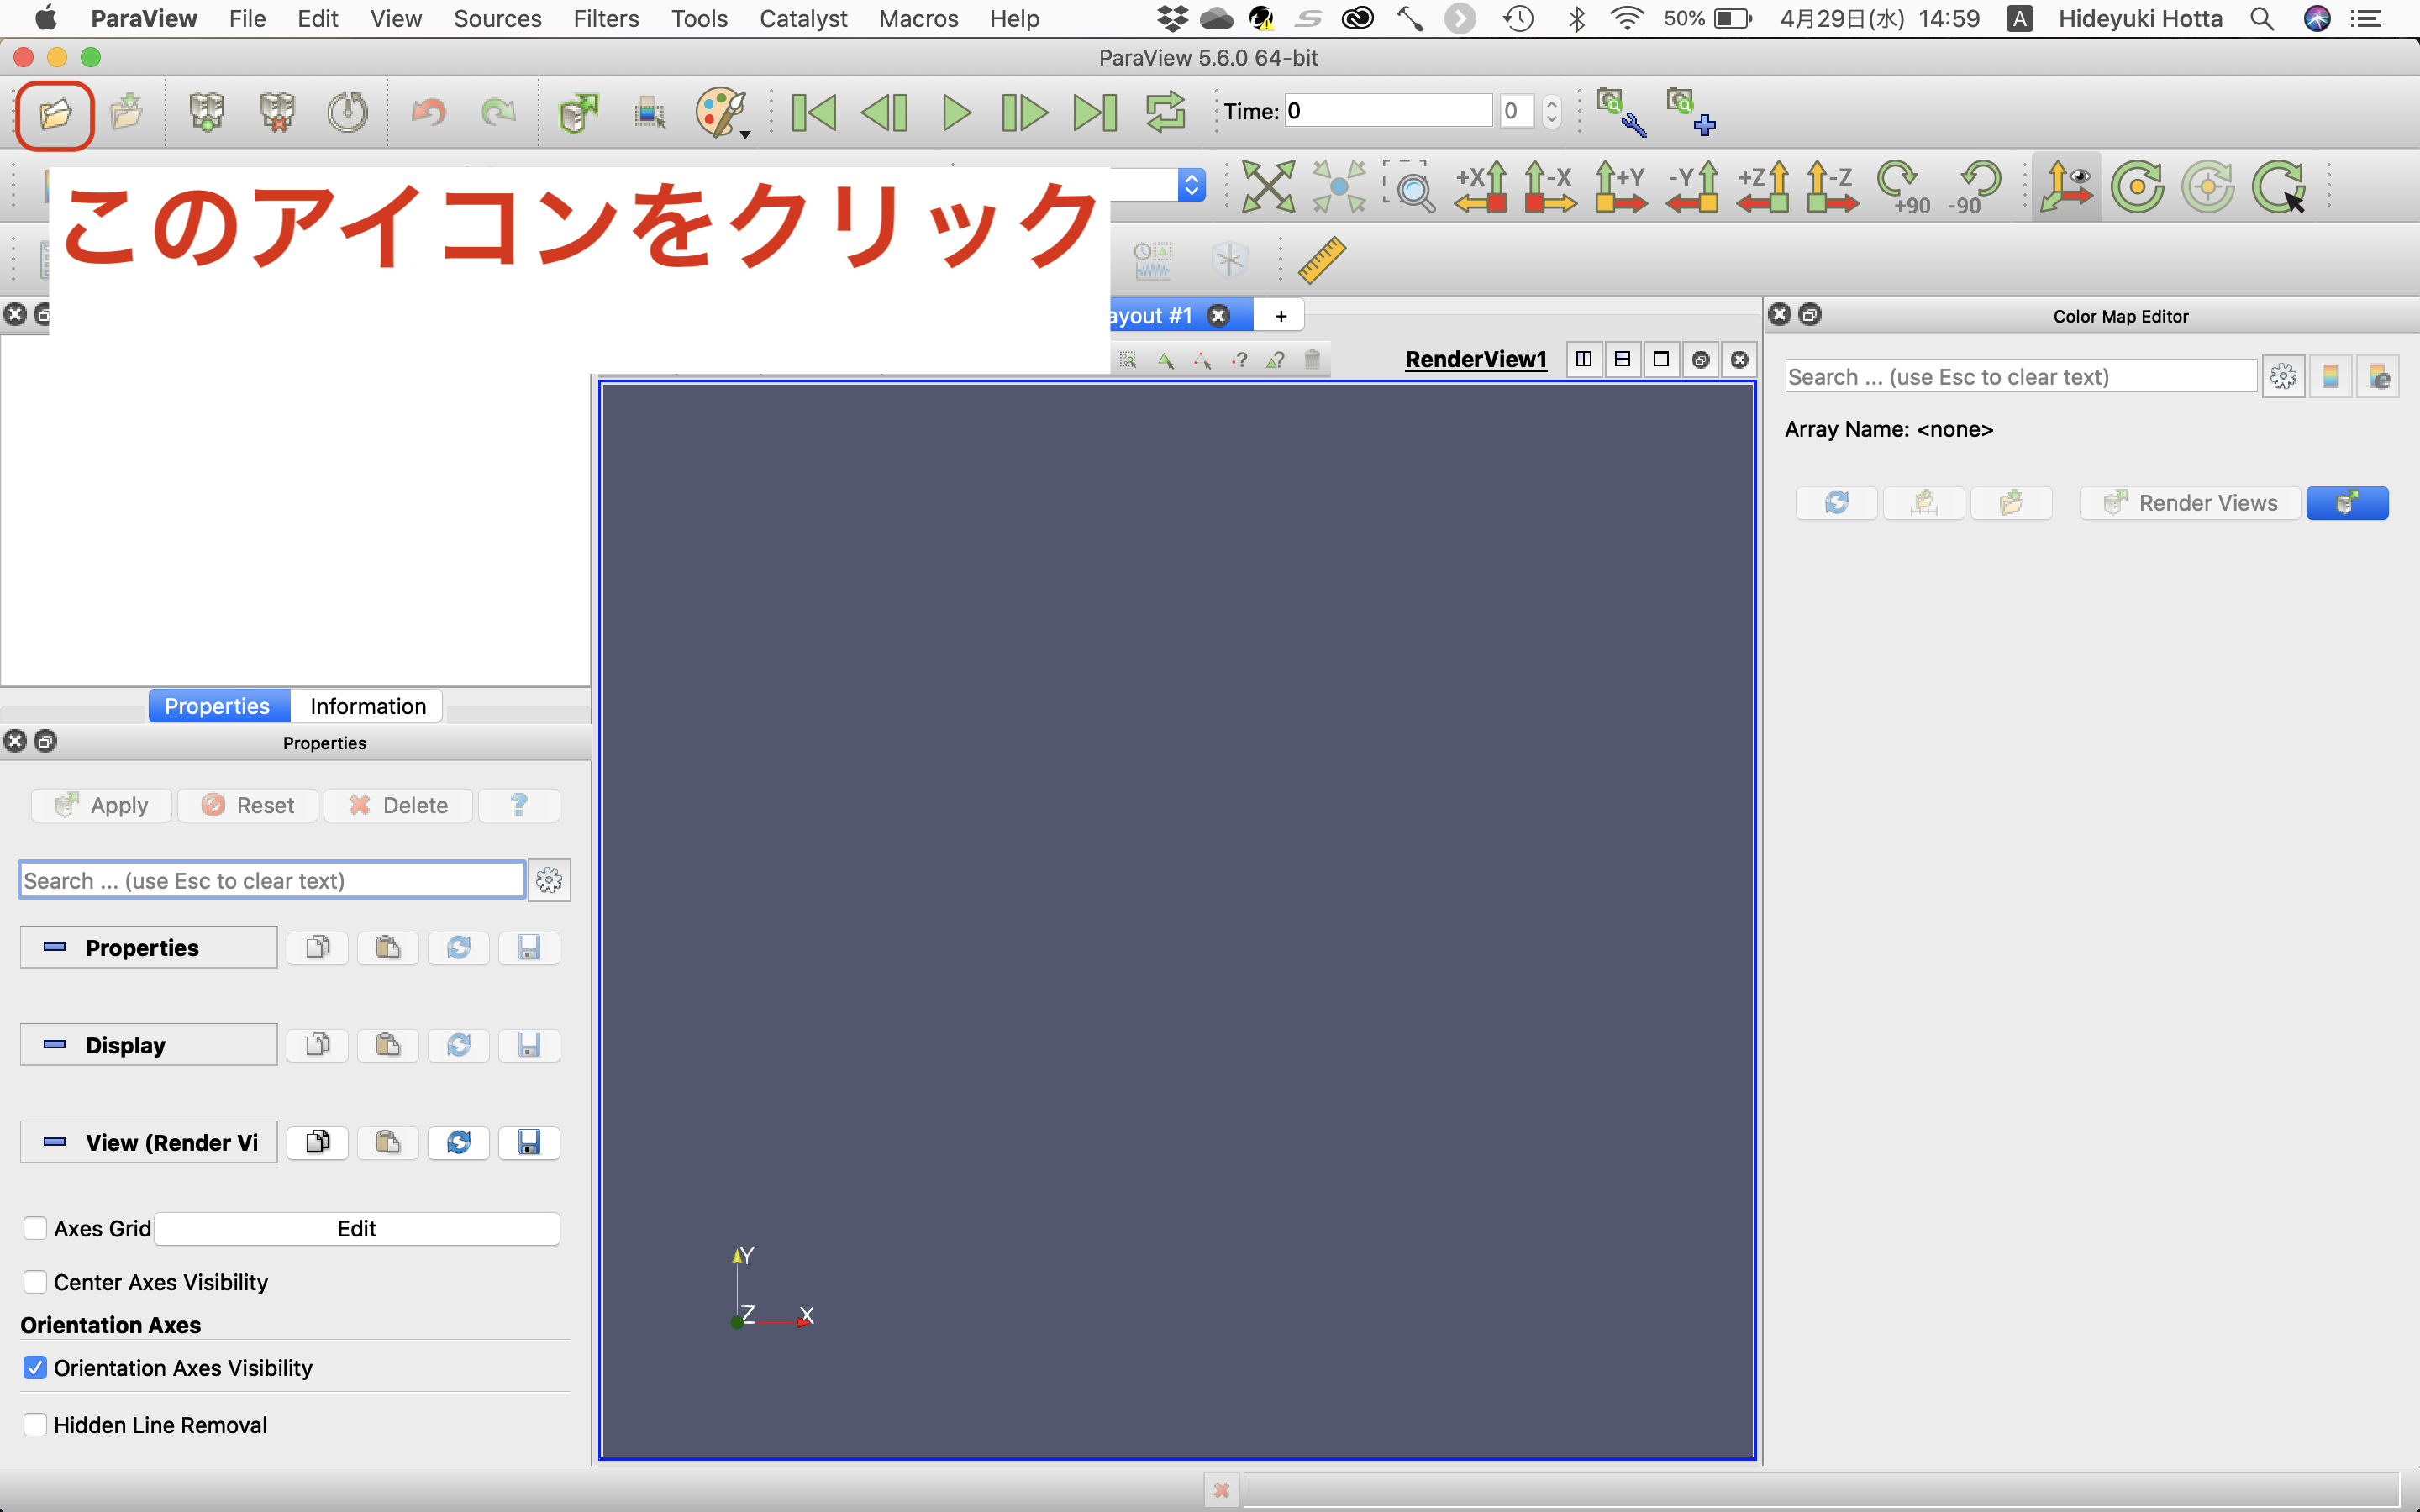 ParaView File Edit View Sources Filters Tools Catalyst Macros Help 50% 4月29日(水) 14:59 A Hideyuki Hotta
ParaView 5.6.0 64-bit
Time: 0 0
このアイコンをクリック
+X -X +Y -Y +Z -Z +90 -90
ayout #1 +
Color Map Editor
RenderView1
Search ... (use Esc to clear text)
Array Name: <none>
Render Views
Properties Information
Properties
Apply Reset Delete ?
Search ... (use Esc to clear text)
Properties
Display
View (Render Vi
Axes Grid Edit
Center Axes Visibility
Orientation Axes
Orientation Axes Visibility
Hidden Line Removal
Y
Z X